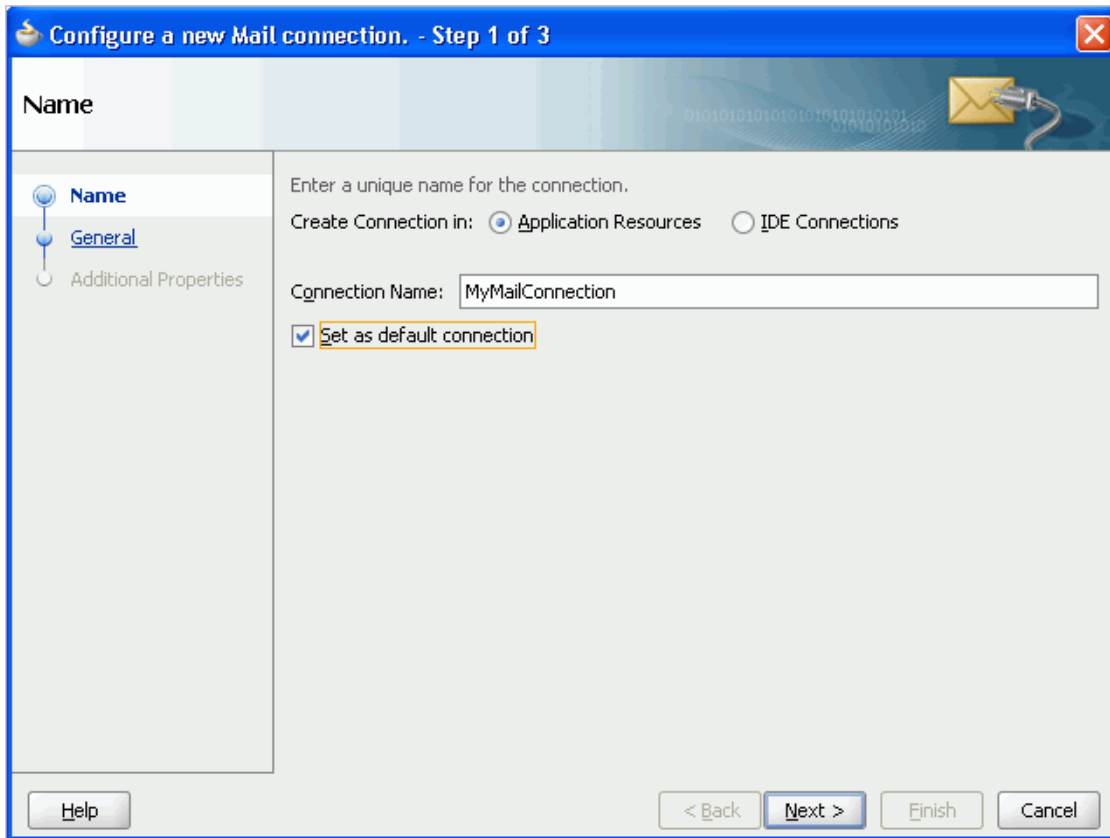 Configure a new Mail connection. - Step 1 of 3
Name
010101010101010101010101
01010101010
Name
General
Additional Properties
Enter a unique name for the connection.
Create Connection in: Application Resources IDE Connections
Connection Name: MyMailConnection
Set as default connection
Help < Back Next > Finish Cancel